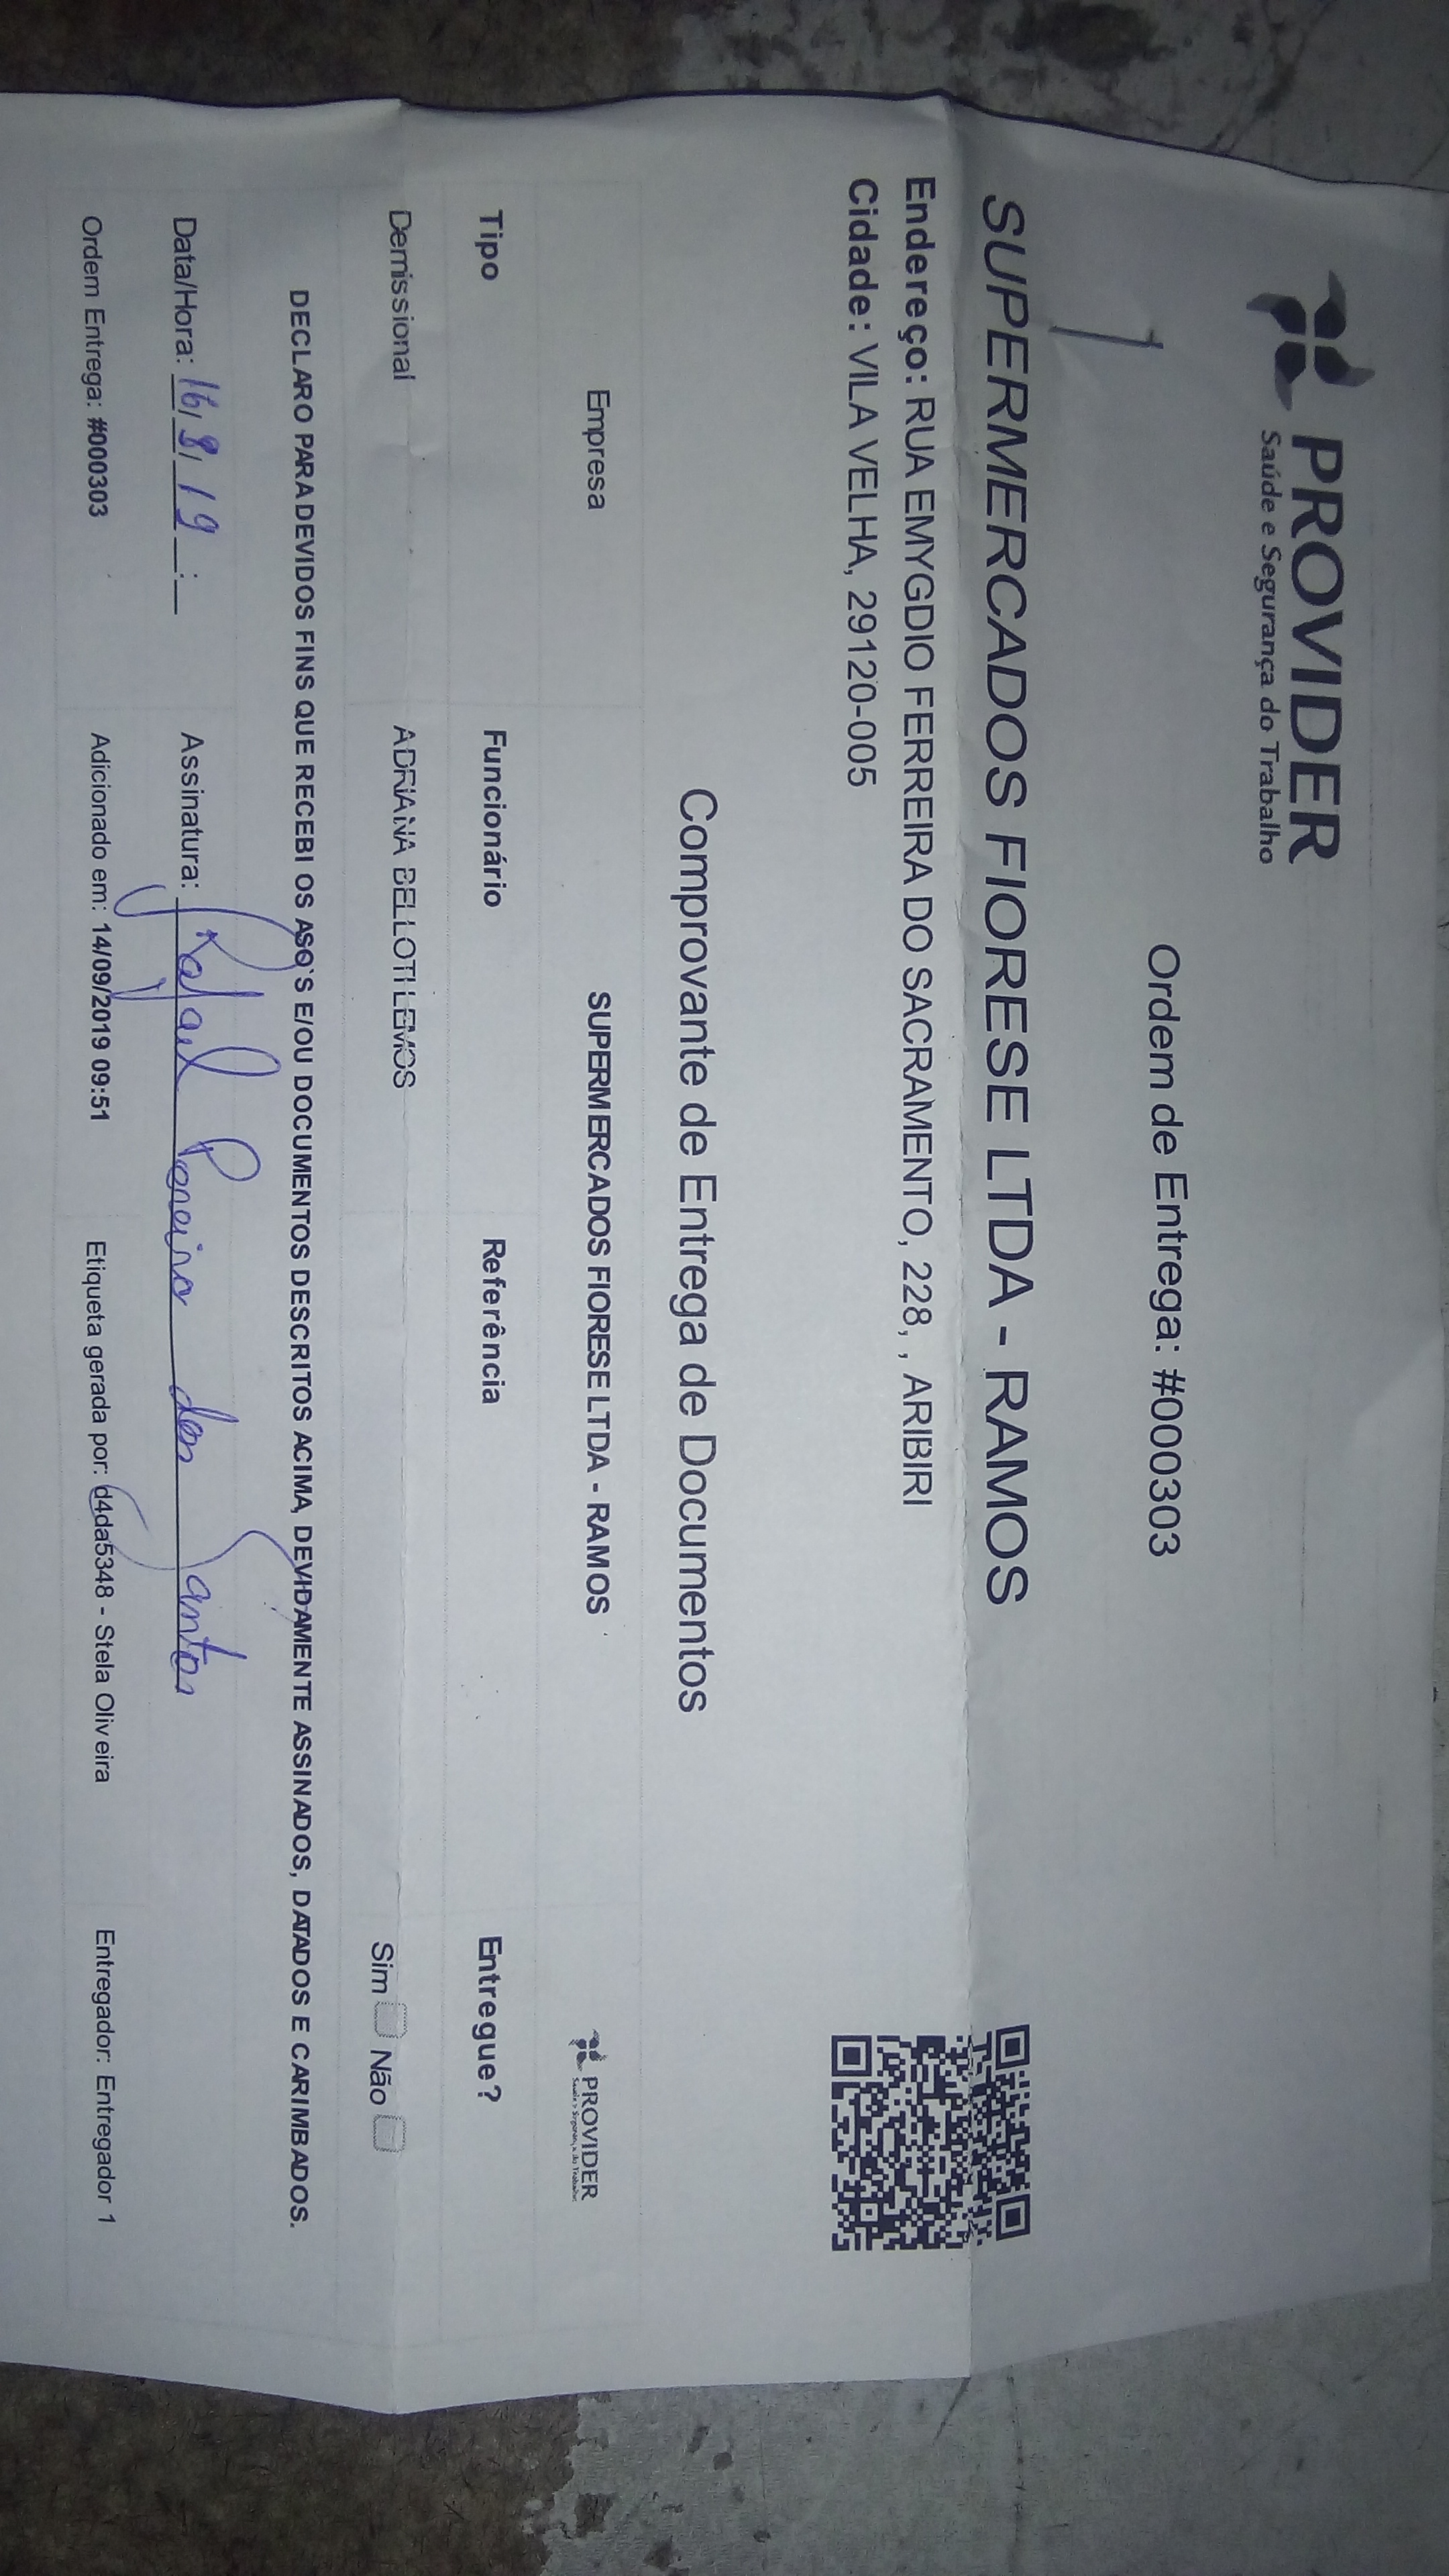 PROVIDER
Saúde e Segurança do Trabalho
Ordem de Entrega: #000303
SUPERMERCADOS FIORESE LTDA - RAMOS
Endereço: RUA EMYGDIO FERREIRA DO SACRAMENTO, 228, , ARIBIRI
Cidade: VILA VELHA, 29120-005
Comprovante de Entrega de Documentos
Empresa SUPERMERCADOS FIORESE LTDA - RAMOS PROVIDER
Tipo Funcionário Referência Entregue?
Demissional ADRIANA BELLOTI LEMOS Sim Não
DECLARO PARA DEVIDOS FINS QUE RECEBI OS ASO'S E/OU DOCUMENTOS DESCRITOS ACIMA, DEVIDAMENTE ASSINADOS, DATADOS E CARIMBADOS.
Data/Hora: 16/ 9/ 19 __:__ Assinatura: Rafael dos Santos
Ordem Entrega: #000303 Adicionado em: 14/09/2019 09:51 Etiqueta gerada por: d4da5348 - Stela Oliveira Entregador: Entregador 1